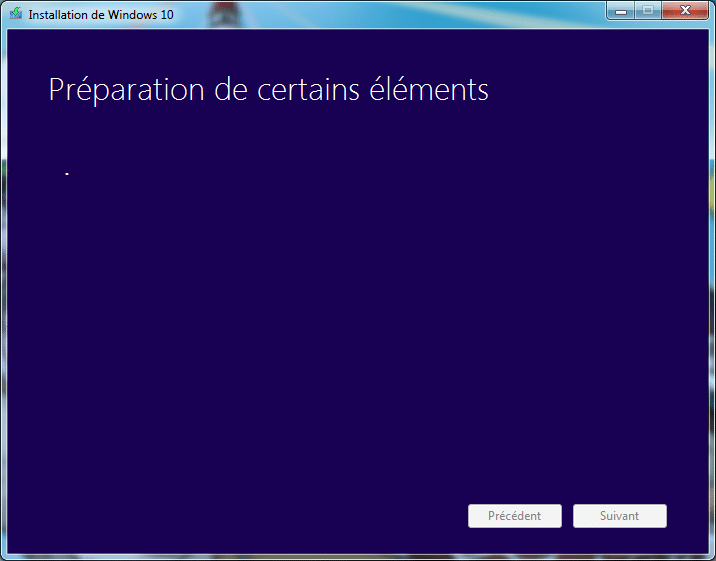 Installation de Windows 10
Préparation de certains éléments
Précédent
Suivant